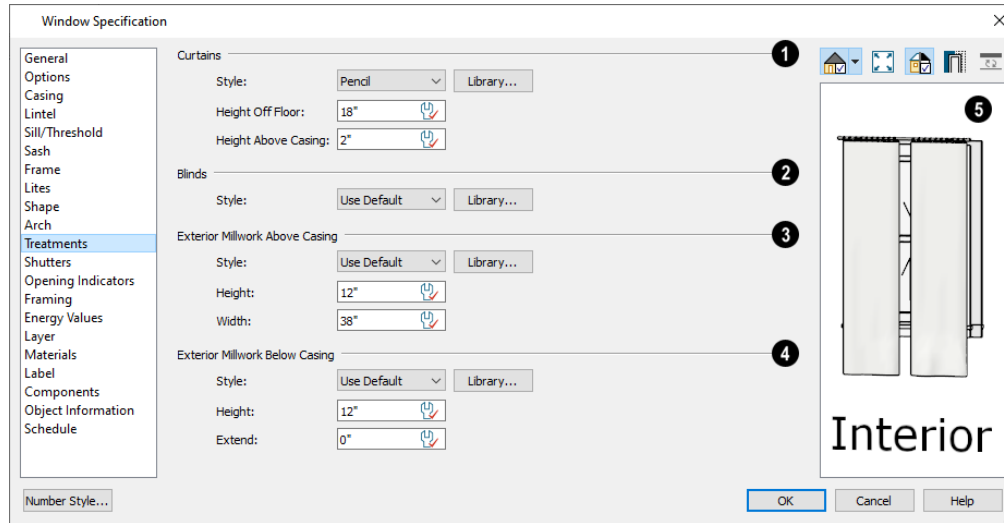 Window Specification
General
Options
Casing
Lintel
Sill/Threshold
Sash
Frame
Lites
Shape
Arch
Treatments
Shutters
Opening Indicators
Framing
Energy Values
Layer
Materials
Label
Components
Object Information
Schedule
Number Style...
Curtains 1
Style: Pencil Library...
Height Off Floor: 18"
Height Above Casing: 2"
Blinds 2
Style: Use Default Library...
Exterior Millwork Above Casing 3
Style: Use Default Library...
Height: 12"
Width: 38"
Exterior Millwork Below Casing 4
Style: Use Default Library...
Height: 12"
Extend: 0"
5
Interior
OK Cancel Help